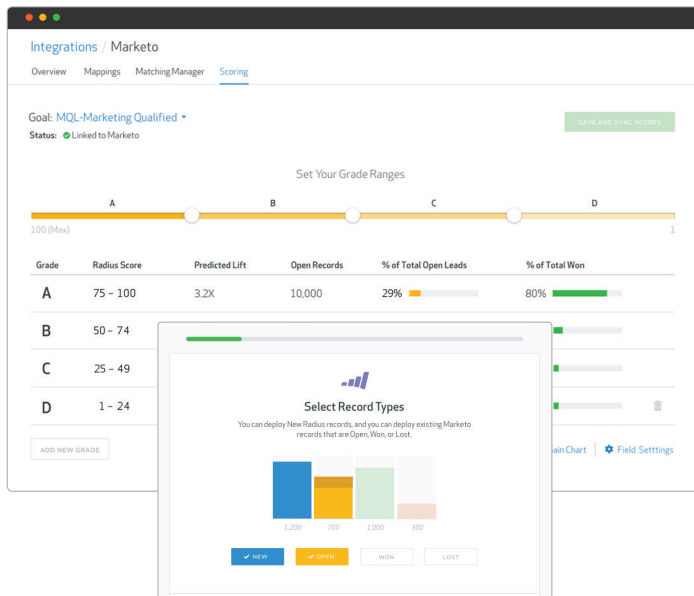 Integrations / Marketo
Overview Mappings Matching Manager Scoring
Goal: MQL-Marketing Qualified
Status: Linked to Marketo
SAVE AND SYNC SCORES
Set Your Grade Ranges
A B C D
100 (Max) 1
Grade Radius Score Predicted Lift Open Records % of Total Open Leads % of Total Won
A 75 - 100 3.2X 10,000 29% 80%
B 50 - 74
C 25 - 49
D 1 - 24
ADD NEW GRADE
Chart Field Setttings
Select Record Types
You can deploy New Radius records, and you can deploy existing Marketo
records that are Open, Won, or Lost.
1,200 700 1,000 300
NEW OPEN WON LOST